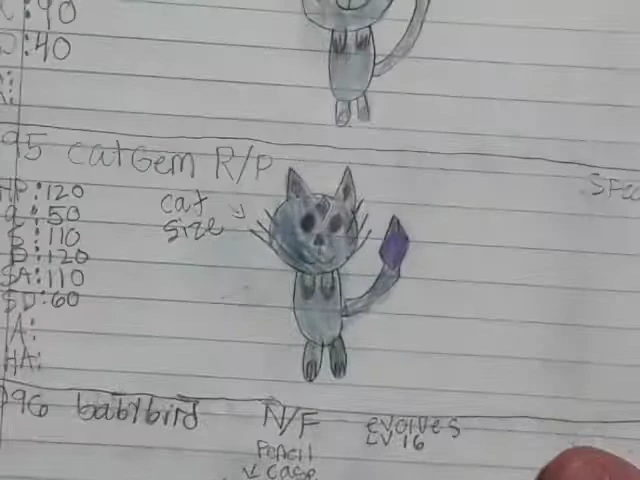 :90
D:40
A:
95 CatGem R/P
HP:120
:50
S:110
D:120
SA:110
SD:60
A:
HA:
cat
size
096 babybird N/F evolves
LV 16
Pencil
case